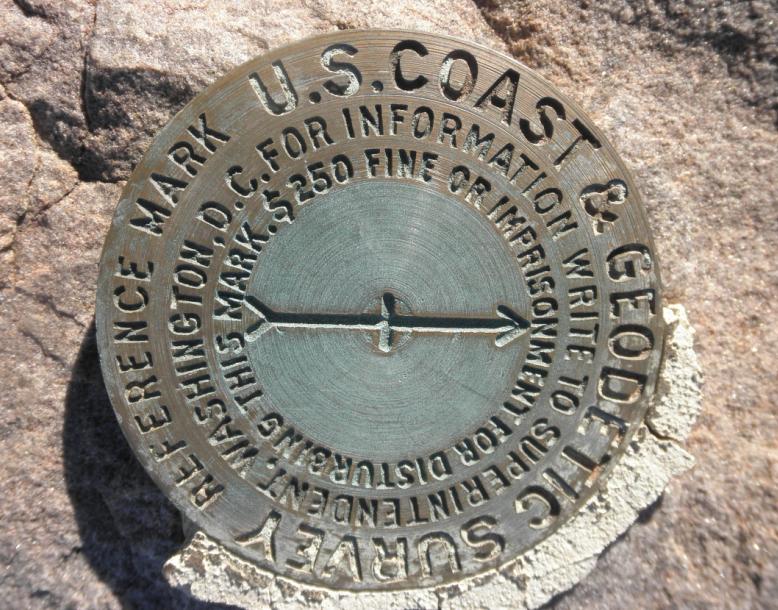 U.S. COAST & GEODETIC SURVEY REFERENCE MARK
FOR INFORMATION WRITE TO SUPERINTENDENT, WASHINGTON, D.C.
$250 FINE OR IMPRISONMENT FOR DISTURBING THIS MARK.